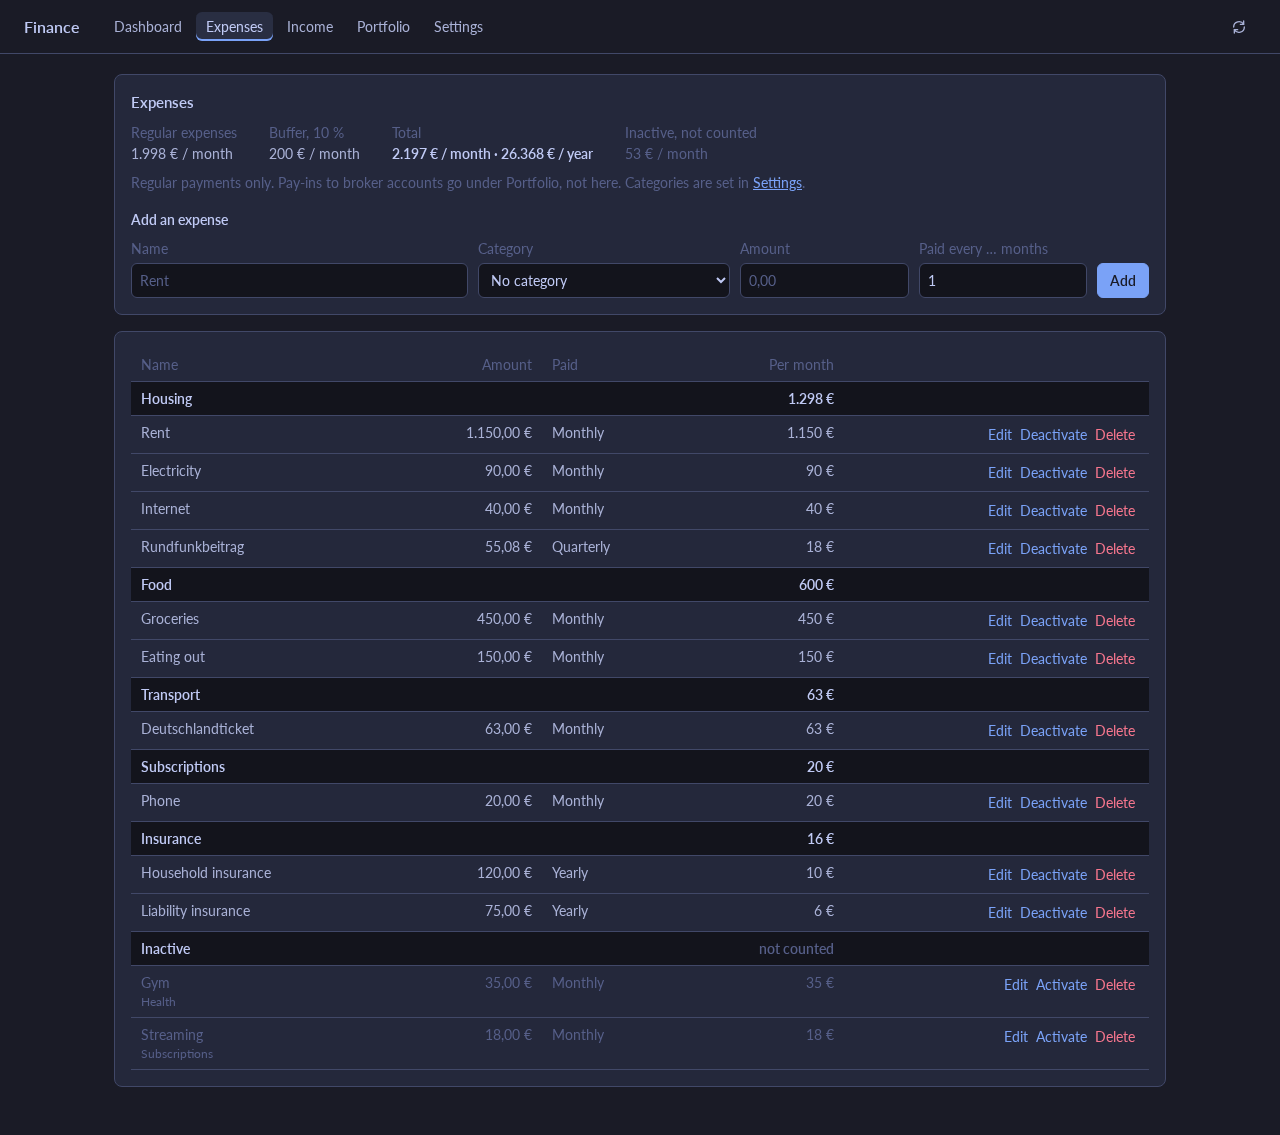 Finance Dashboard Expenses Income Portfolio Settings
Expenses
Regular expenses Buffer, 10 % Total Inactive, not counted
1.998 € / month 200 € / month 2.197 € / month · 26.368 € / year 53 € / month
Regular payments only. Pay-ins to broker accounts go under Portfolio, not here. Categories are set in Settings.
Add an expense
Name Category Amount Paid every ... months
Rent No category 0,00 1 Add
Name Amount Paid Per month
Housing 1.298 €
Rent 1.150,00 € Monthly 1.150 € Edit Deactivate Delete
Electricity 90,00 € Monthly 90 € Edit Deactivate Delete
Internet 40,00 € Monthly 40 € Edit Deactivate Delete
Rundfunkbeitrag 55,08 € Quarterly 18 € Edit Deactivate Delete
Food 600 €
Groceries 450,00 € Monthly 450 € Edit Deactivate Delete
Eating out 150,00 € Monthly 150 € Edit Deactivate Delete
Transport 63 €
Deutschlandticket 63,00 € Monthly 63 € Edit Deactivate Delete
Subscriptions 20 €
Phone 20,00 € Monthly 20 € Edit Deactivate Delete
Insurance 16 €
Household insurance 120,00 € Yearly 10 € Edit Deactivate Delete
Liability insurance 75,00 € Yearly 6 € Edit Deactivate Delete
Inactive not counted
Gym 35,00 € Monthly 35 € Edit Activate Delete
Health
Streaming 18,00 € Monthly 18 € Edit Activate Delete
Subscriptions